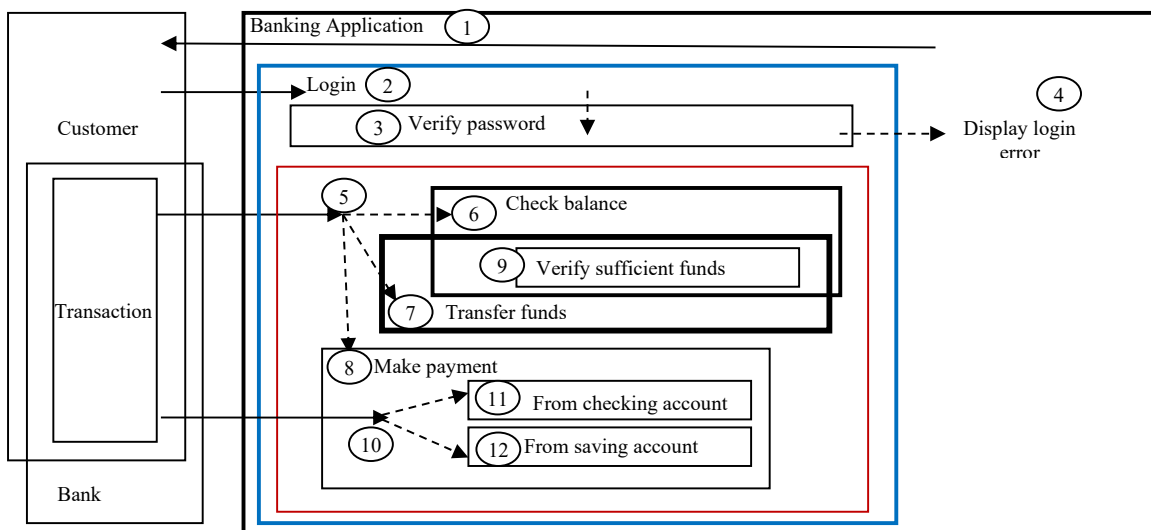 Banking Application 1
Login 2
4
3 Verify password
Customer
Display login
error
5
6 Check balance
9 Verify sufficient funds
Transaction
7 Transfer funds
8 Make payment
11 From checking account
10
12 From saving account
Bank